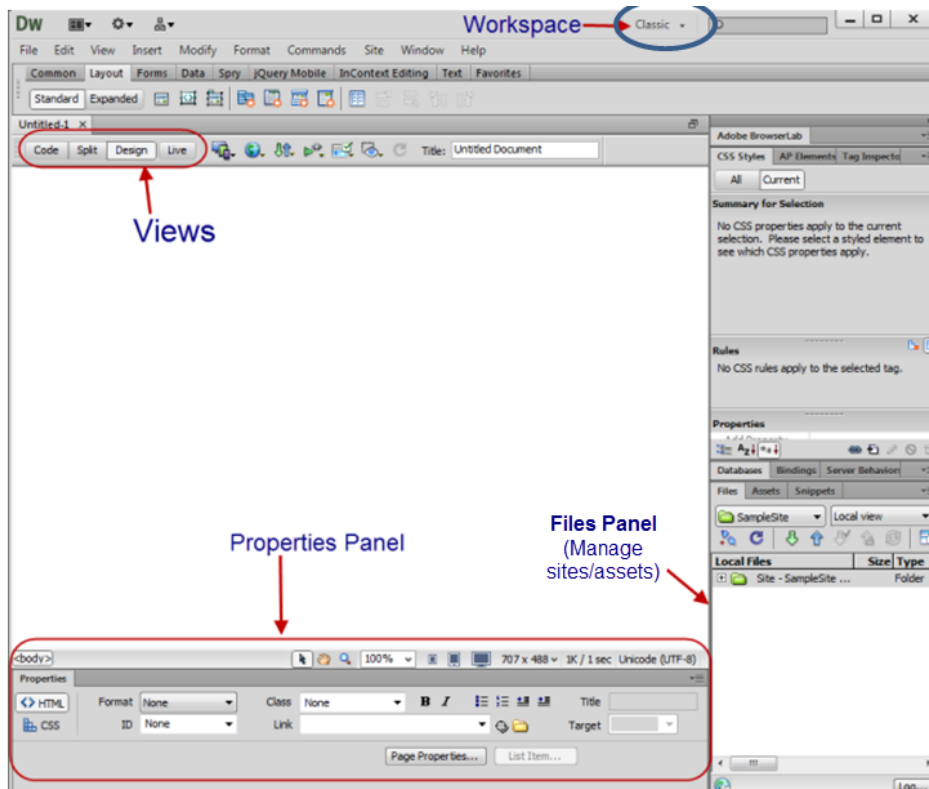 DW
Workspace
Classic
File Edit View Insert Modify Format Commands Site Window Help
Common Layout Forms Data Spry jQuery Mobile InContext Editing Text Favorites
Standard Expanded
Untitled-1 ×
Code Split Design Live Title: Untitled Document
Views
Adobe BrowserLab
CSS Styles AP Elements Tag Inspecto
All Current
Summary for Selection
No CSS properties apply to the current
selection. Please select a styled element to
see which CSS properties apply.
Rules
No CSS rules apply to the selected tag.
Properties
Databases Bindings Server Behaviors
Files Assets Snippets
SampleSite Local view
Local Files Size Type
Site - SampleSite ... Folder
Properties Panel
Files Panel
(Manage
sites/assets)
<body> 100% 707 x 488 1K / 1 sec Unicode (UTF-8)
Properties
<> HTML Format None Class None B I Title
CSS ID None Link Target
Page Properties... List Item...
Log...